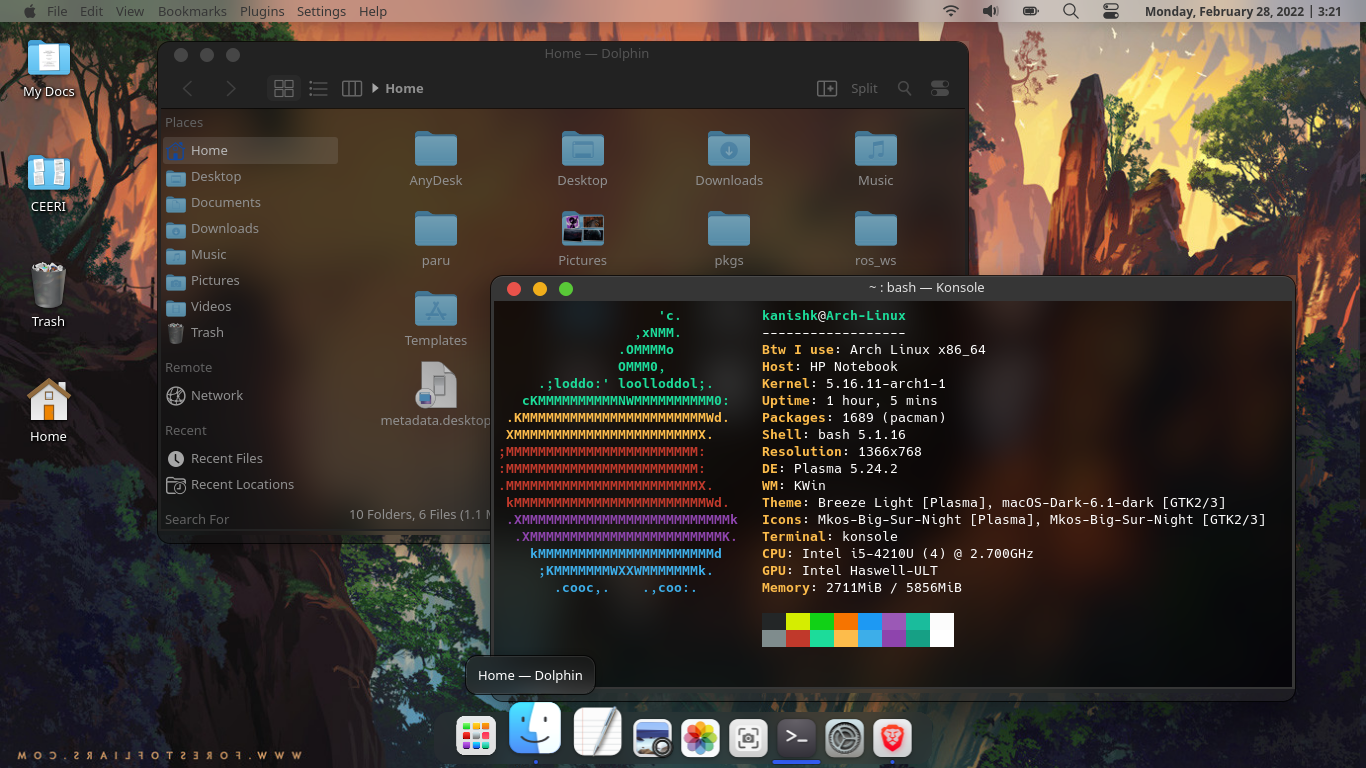 File Edit View Bookmarks Plugins Settings Help
Monday, February 28, 2022 | 3:21
My Docs
CEERI
Trash
Home
Home — Dolphin
Home
Split
Places
Home
Desktop
Documents
Downloads
Music
Pictures
Videos
Trash
Remote
Network
Recent
Recent Files
Recent Locations
Search For
AnyDesk Desktop Downloads Music
paru Pictures pkgs ros_ws
Templates
metadata.desktop
10 Folders, 6 Files (1.1 M
~ : bash — Konsole
'c.
,xNMM.
.OMMMMo
OMMM0,
.;loddo:' loolloddol;.
cKMMMMMMMMMMNWMMMMMMMMMM0:
.KMMMMMMMMMMMMMMMMMMMMMMMWd.
XMMMMMMMMMMMMMMMMMMMMMMMX.
;MMMMMMMMMMMMMMMMMMMMMMMM:
:MMMMMMMMMMMMMMMMMMMMMMMM:
.MMMMMMMMMMMMMMMMMMMMMMMMX.
kMMMMMMMMMMMMMMMMMMMMMMMMWd.
.XMMMMMMMMMMMMMMMMMMMMMMMMMMk
.XMMMMMMMMMMMMMMMMMMMMMMMMK.
kMMMMMMMMMMMMMMMMMMMMMMd
;KMMMMMMMWXXWMMMMMMMk.
.cooc,.    .,coo:.
kanishk@Arch-Linux
------------------
Btw I use: Arch Linux x86_64
Host: HP Notebook
Kernel: 5.16.11-arch1-1
Uptime: 1 hour, 5 mins
Packages: 1689 (pacman)
Shell: bash 5.1.16
Resolution: 1366x768
DE: Plasma 5.24.2
WM: KWin
Theme: Breeze Light [Plasma], macOS-Dark-6.1-dark [GTK2/3]
Icons: Mkos-Big-Sur-Night [Plasma], Mkos-Big-Sur-Night [GTK2/3]
Terminal: konsole
CPU: Intel i5-4210U (4) @ 2.700GHz
GPU: Intel Haswell-ULT
Memory: 2711MiB / 5856MiB
Home — Dolphin
WWW.FORESTOFLIARS.COM